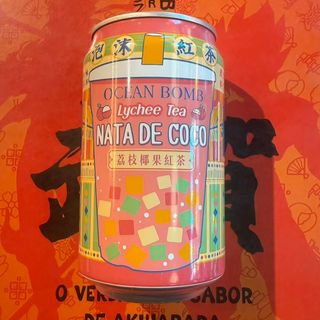 泡沫紅茶
OCEAN BOMB
Lychee Tea
NATA DE COCO
荔枝椰果紅茶
O VERD SABOR
DE AKIHABARA